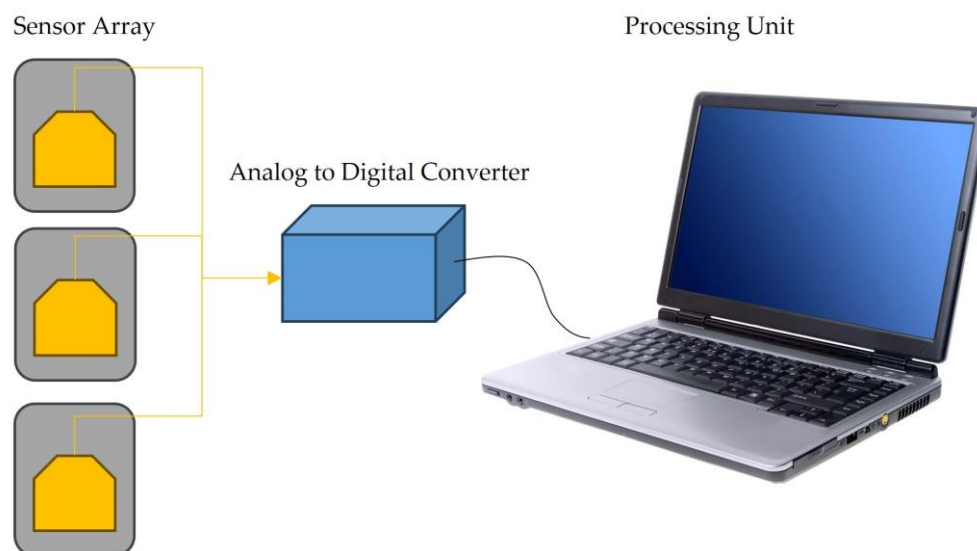 Sensor Array
Processing Unit
Analog to Digital Converter